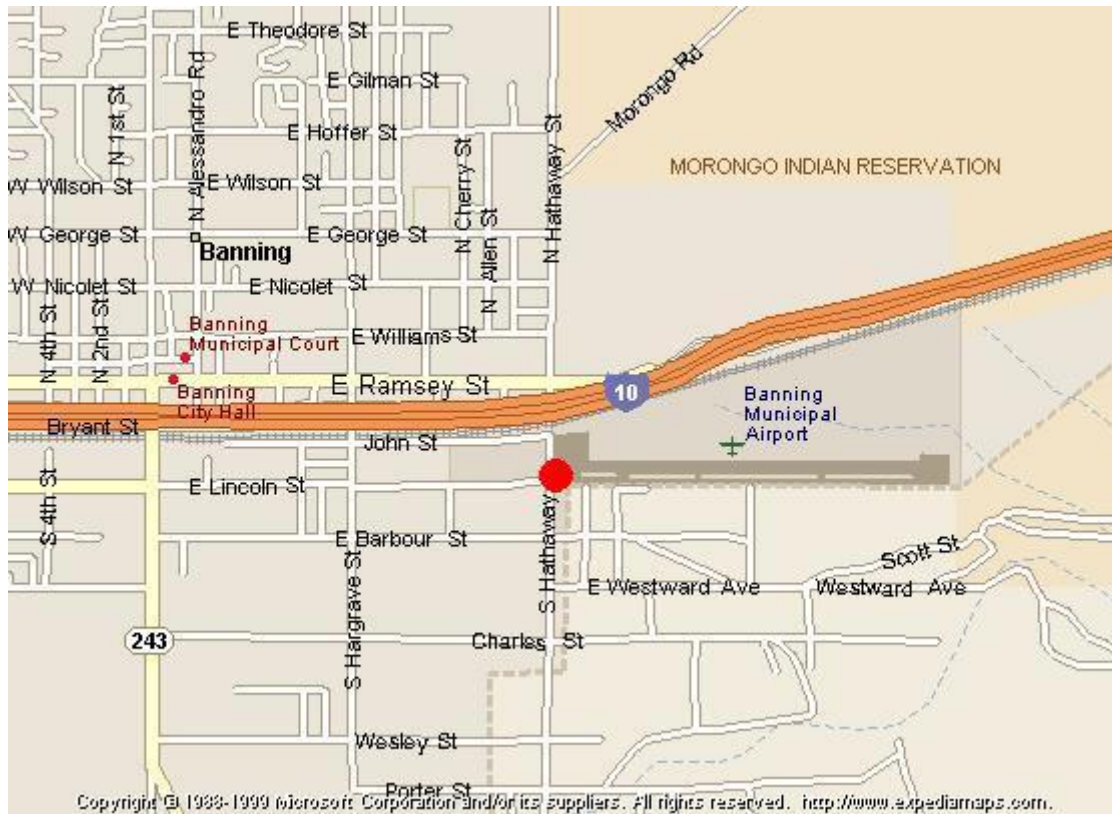 E Theodore St
E Gilman St
N 1st St
N Alessandro Rd
E Hoffer St
Morongo Rd
MORONGO INDIAN RESERVATION
W Wilson St
E Wilson St
N Cherry St
N Hathaway St
W George St
E George St
Banning
N Allen St
W Nicolet St
E Nicolet St
Banning
Municipal Court
E Williams St
N 4th St
N 2nd St
E Ramsey St
10
Banning
City Hall
Banning
Municipal
Airport
Bryant St
John St
E Lincoln St
S 4th St
E Barbour St
S Hathaway
Scott St
E Westward Ave
Westward Ave
S Hargrave St
243
Charles St
Wesley St
Porter St
Copyright © 1988-1999 Microsoft Corporation and/or its suppliers. All rights reserved. http://www.expediamaps.com.